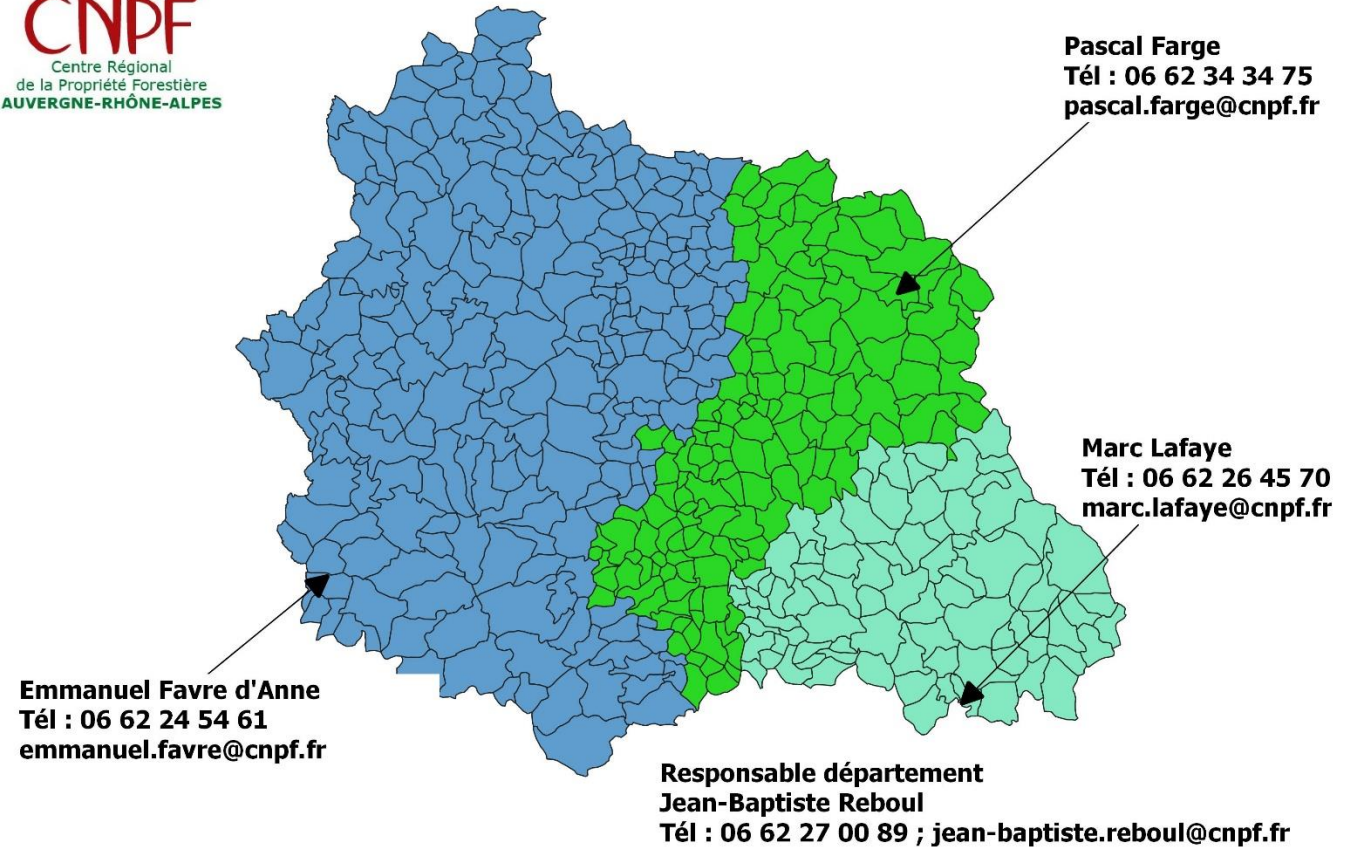 CNPF
Centre Régional
de la Propriété Forestière
AUVERGNE-RHÔNE-ALPES
Pascal Farge
Tél : 06 62 34 34 75
pascal.farge@cnpf.fr
Marc Lafaye
Tél : 06 62 26 45 70
marc.lafaye@cnpf.fr
Emmanuel Favre d'Anne
Tél : 06 62 24 54 61
emmanuel.favre@cnpf.fr
Responsable département
Jean-Baptiste Reboul
Tél : 06 62 27 00 89 ; jean-baptiste.reboul@cnpf.fr